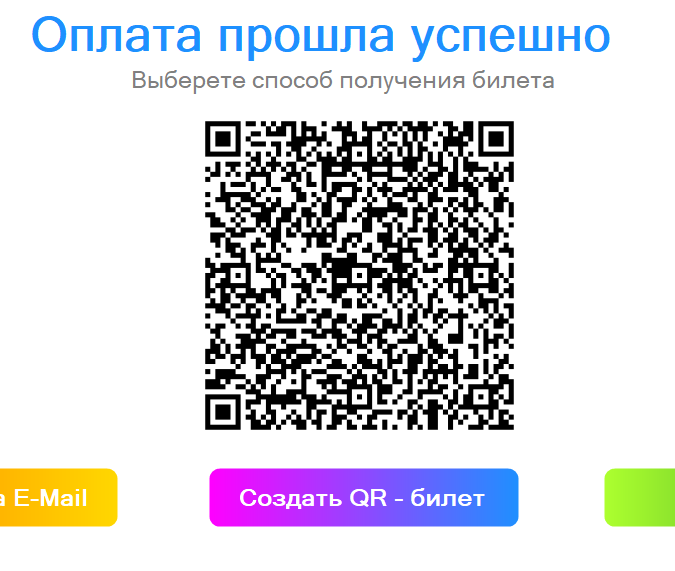 Оплата прошла успешно
Выберете способ получения билета
а E-Mail
Создать QR - билет